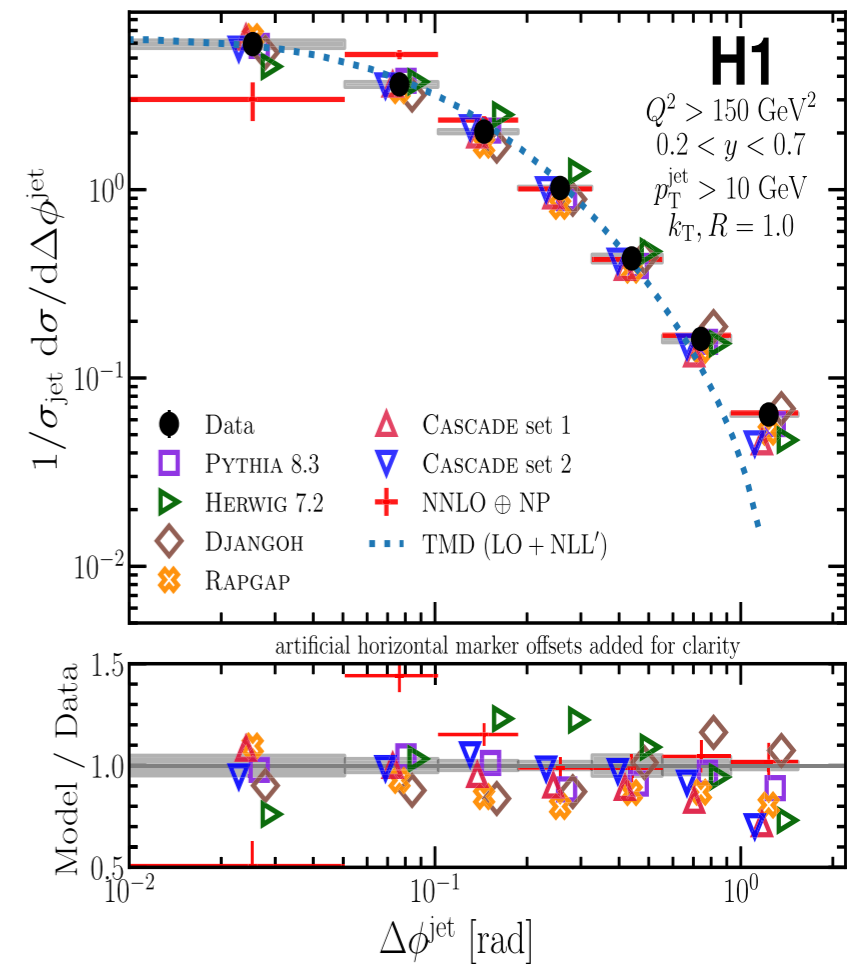 H1
Q² > 150 GeV²
0.2 < y < 0.7
p_T^jet > 10 GeV
k_T, R = 1.0
1/σ_jet dσ/dΔϕ^jet
10⁰
10⁻¹
10⁻²
Data
PYTHIA 8.3
HERWIG 7.2
DJANGOH
RAPGAP
CASCADE set 1
CASCADE set 2
NNLO ⊕ NP
TMD (LO + NLL′)
artificial horizontal marker offsets added for clarity
Model / Data
1.5
1.0
0.5
10⁻² 10⁻¹ 10⁰
Δϕ^jet [rad]